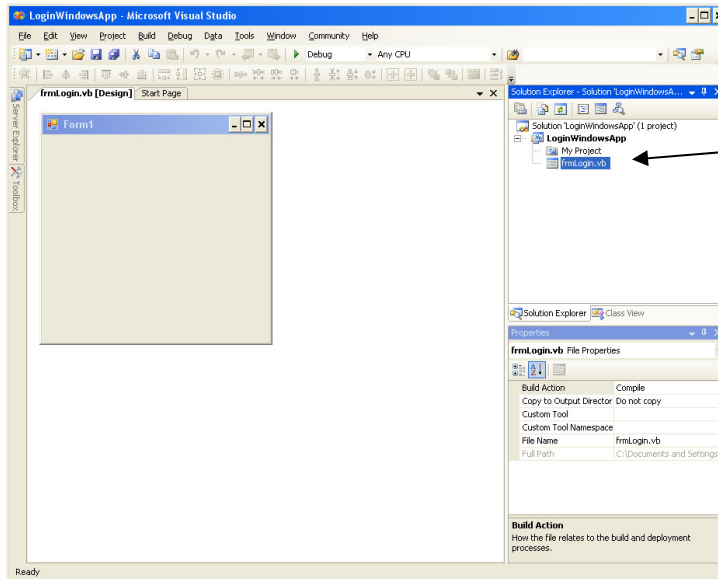 LoginWindowsApp - Microsoft Visual Studio
File Edit View Project Build Debug Data Tools Window Community Help
Debug Any CPU
frmLogin.vb [Design] Start Page
Solution Explorer - Solution 'LoginWindowsA...
Server Explorer
Toolbox
Form1
Solution 'LoginWindowsApp' (1 project)
LoginWindowsApp
My Project
frmLogin.vb
Solution Explorer Class View
Properties
frmLogin.vb File Properties
Build Action Compile
Copy to Output Director Do not copy
Custom Tool
Custom Tool Namespace
File Name frmLogin.vb
Full Path C:\Documents and Settings
Build Action
How the file relates to the build and deployment
processes.
Ready